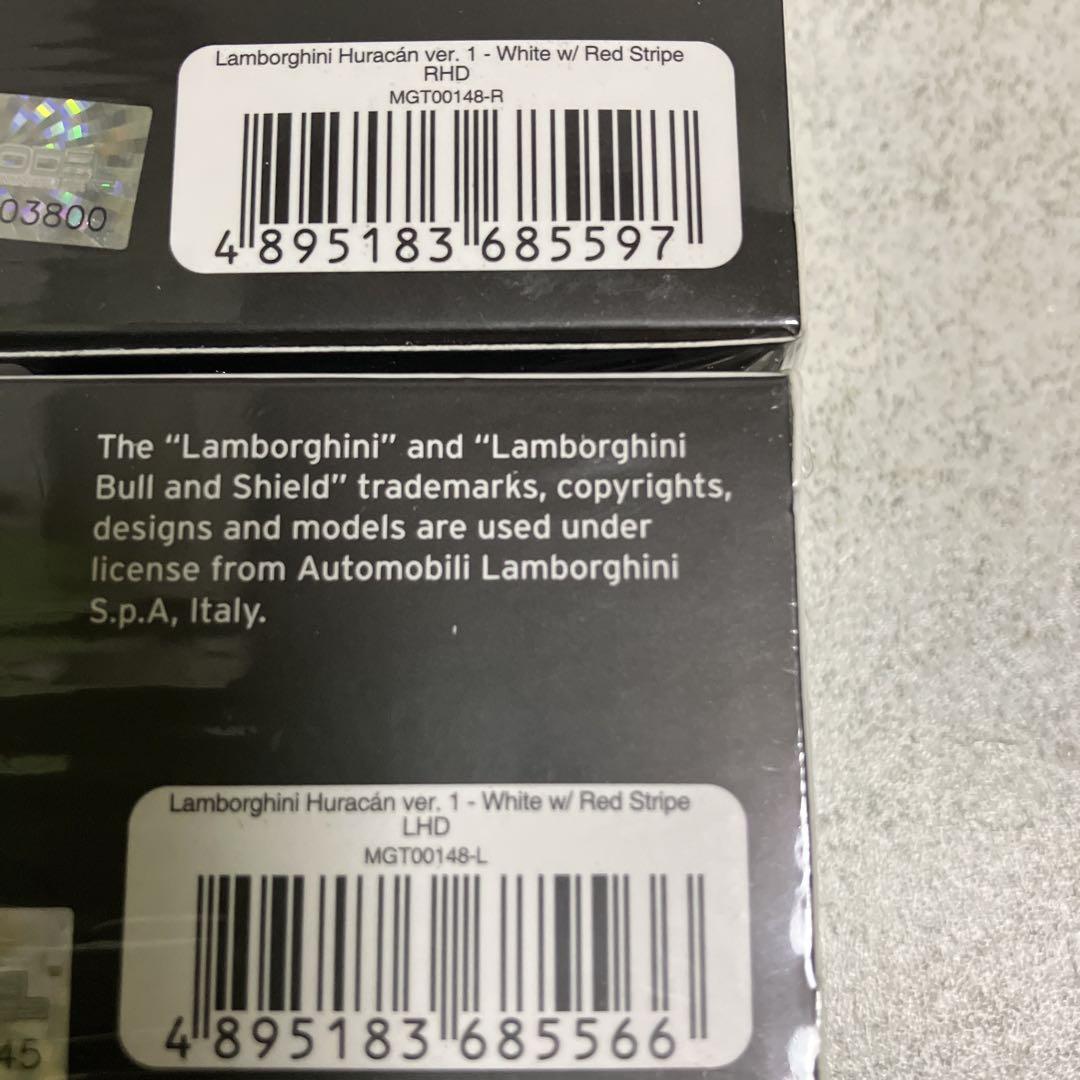 Lamborghini Huracán ver. 1 - White w/ Red Stripe
RHD
MGT00148-R
4 895183 685597
03800
The “Lamborghini” and “Lamborghini
Bull and Shield” trademarks, copyrights,
designs and models are used under
license from Automobili Lamborghini
S.p.A, Italy.
Lamborghini Huracán ver. 1 - White w/ Red Stripe
LHD
MGT00148-L
4 895183 685566
45